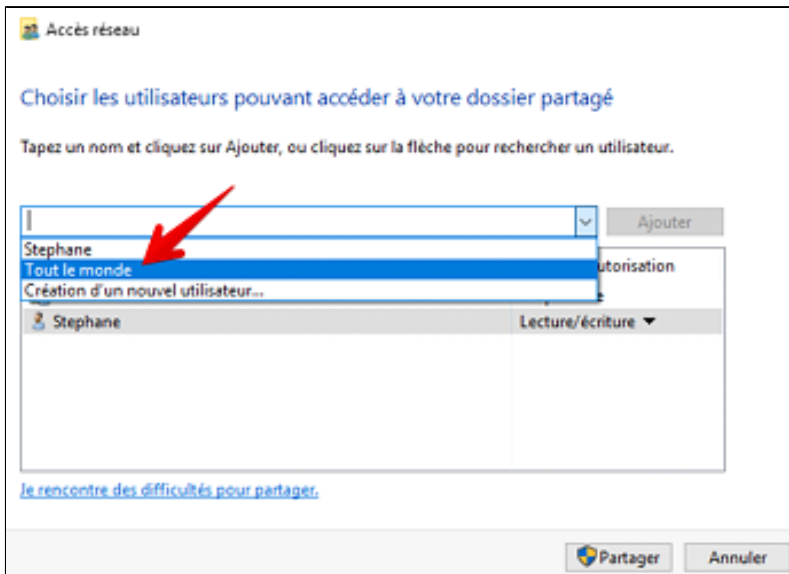 Accès réseau
Choisir les utilisateurs pouvant accéder à votre dossier partagé
Tapez un nom et cliquez sur Ajouter, ou cliquez sur la flèche pour rechercher un utilisateur.
Ajouter
Stephane
Tout le monde
utorisation
Création d'un nouvel utilisateur...
Stephane Lecture/écriture
Je rencontre des difficultés pour partager.
Partager Annuler